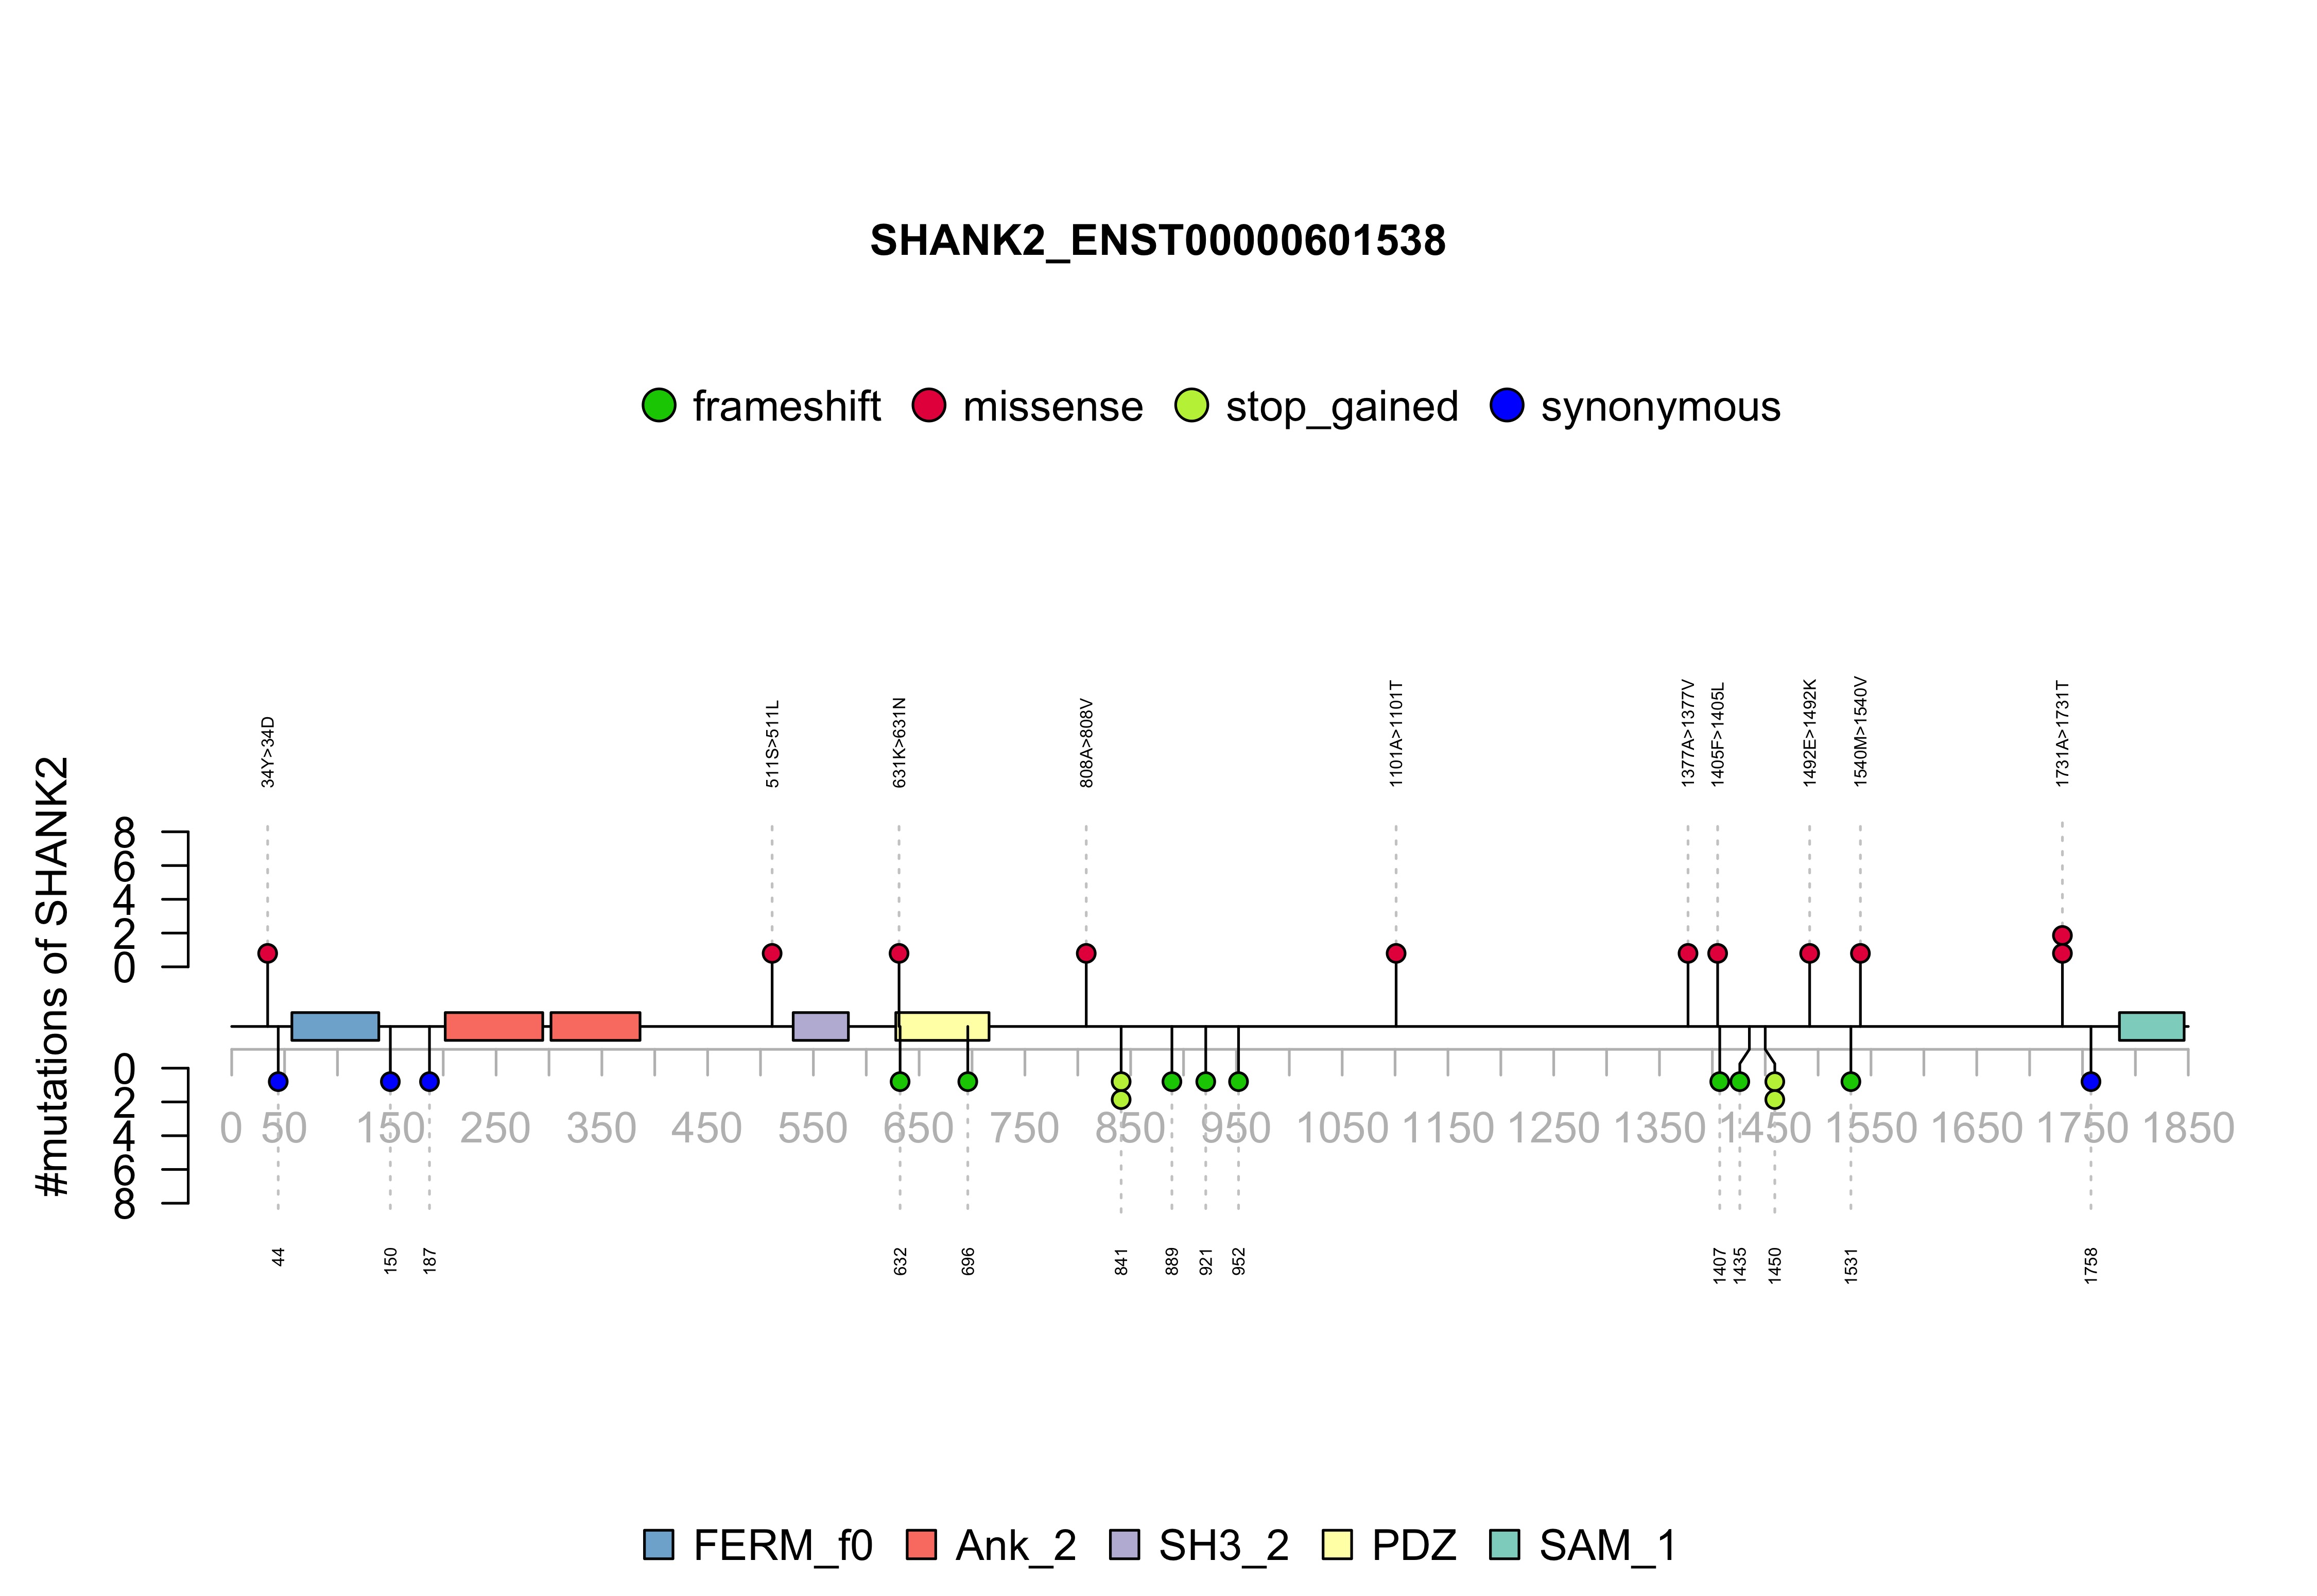 SHANK2_ENST00000601538
frameshift missense stop_gained synonymous
34Y>34D 511S>511L 631K>631N 808A>808V 1101A>1101T 1377A>1377V 1405F>1405L 1492E>1492K 1540M>1540V 1731A>1731T
#mutations of SHANK2
8
6
4
2
0
0
2
4
6
8
0 50 150 250 350 450 550 650 750 850 950 1050 1150 1250 1350 1450 1550 1650 1750 1850
44 150 187 632 696 841 889 921 952 1407 1435 1450 1531 1758
FERM_f0 Ank_2 SH3_2 PDZ SAM_1